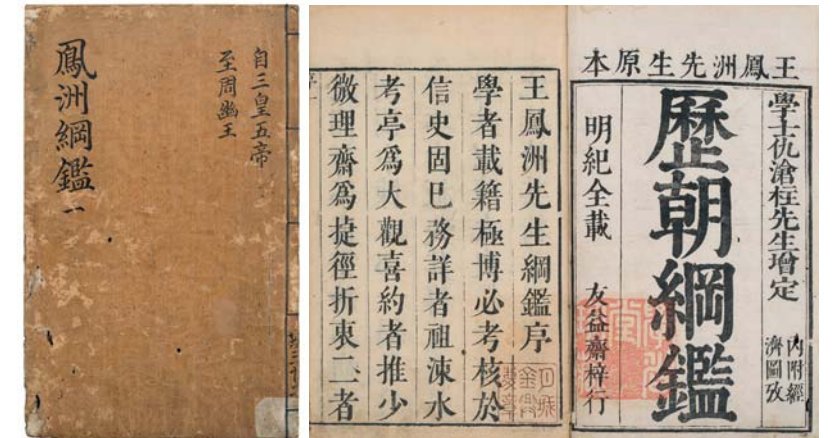 鳳洲綱鑑一
自三皇五帝
至周幽王
王鳳洲先生原本
學士仇滄柱先生增定
內附經
濟圖攷
歷朝綱鑑
明紀全載
友益齋梓行
王鳳洲先生綱鑑序
學者載籍極博必考核於
信史固巳務詳者祖涑水
考亭爲大觀喜約者推少
微理齋爲捷徑折衷二者